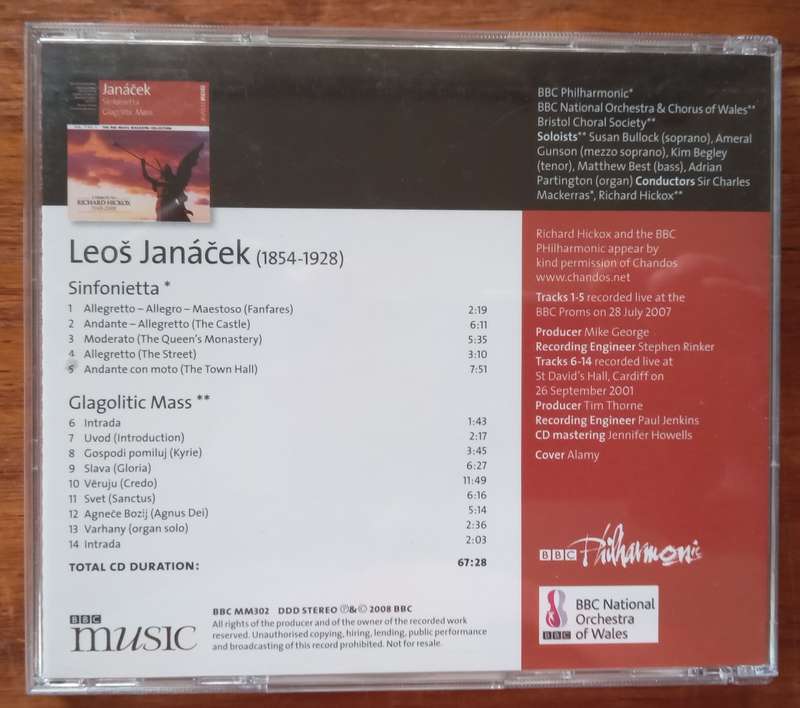 Janáček
Sinfonietta
Glagolitic Mass
THE BBC MUSIC MAGAZINE COLLECTION
A TRIBUTE TO
RICHARD HICKOX
1948-2008
BBC Philharmonic*
BBC National Orchestra & Chorus of Wales**
Bristol Choral Society**
Soloists** Susan Bullock (soprano), Ameral
Gunson (mezzo soprano), Kim Begley
(tenor), Matthew Best (bass), Adrian
Partington (organ) Conductors Sir Charles
Mackerras*, Richard Hickox**
Leoš Janáček (1854-1928)
Sinfonietta *
1 Allegretto – Allegro – Maestoso (Fanfares) 2:19
2 Andante – Allegretto (The Castle) 6:11
3 Moderato (The Queen's Monastery) 5:35
4 Allegretto (The Street) 3:10
5 Andante con moto (The Town Hall) 7:51
Glagolitic Mass **
6 Intrada 1:43
7 Uvod (Introduction) 2:17
8 Gospodi pomiluj (Kyrie) 3:45
9 Slava (Gloria) 6:27
10 Věruju (Credo) 11:49
11 Svet (Sanctus) 6:16
12 Agneče Bozij (Agnus Dei) 5:14
13 Varhany (organ solo) 2:36
14 Intrada 2:03
TOTAL CD DURATION: 67:28
BBC music
BBC MM302 DDD STEREO ℗&© 2008 BBC
All rights of the producer and of the owner of the recorded work
reserved. Unauthorised copying, hiring, lending, public performance
and broadcasting of this record prohibited. Not for resale.
Richard Hickox and the BBC
PHilharmonic appear by
kind permission of Chandos
www.chandos.net
Tracks 1-5 recorded live at the
BBC Proms on 28 July 2007
Producer Mike George
Recording Engineer Stephen Rinker
Tracks 6-14 recorded live at
St David's Hall, Cardiff on
26 September 2001
Producer Tim Thorne
Recording Engineer Paul Jenkins
CD mastering Jennifer Howells
Cover Alamy
BBC Philharmonic
BBC National
Orchestra
BBC of Wales